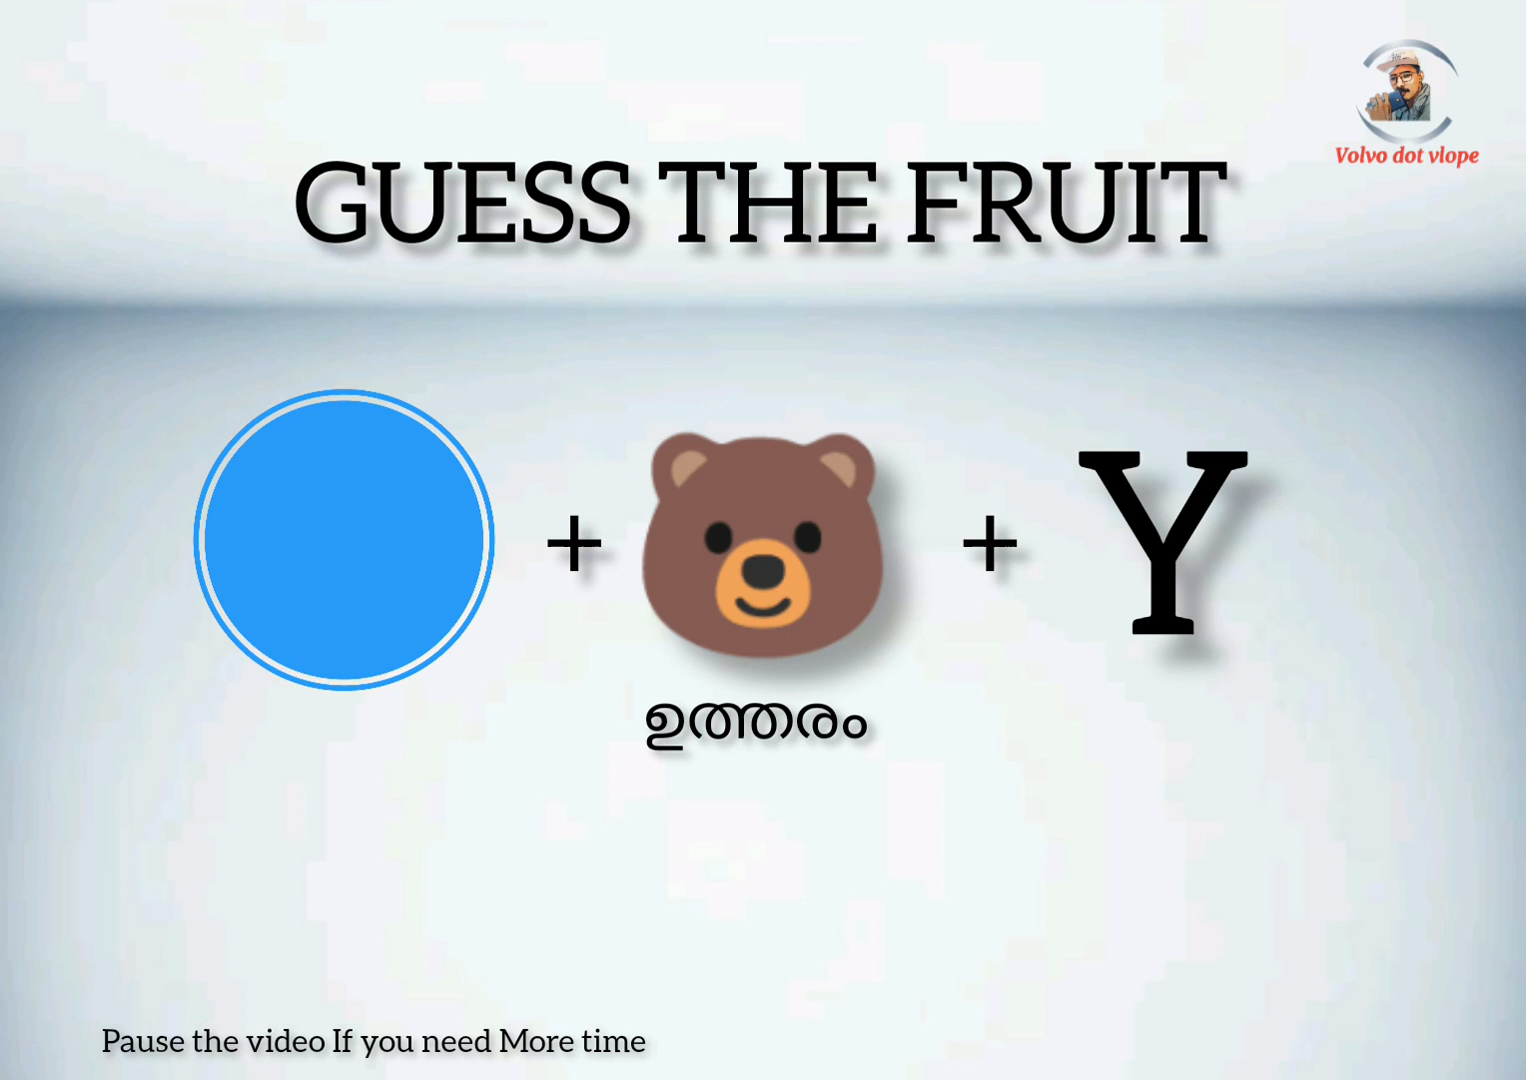 Volvo dot vlope
GUESS THE FRUIT
+ + Y
ഉത്തരം
Pause the video If you need More time